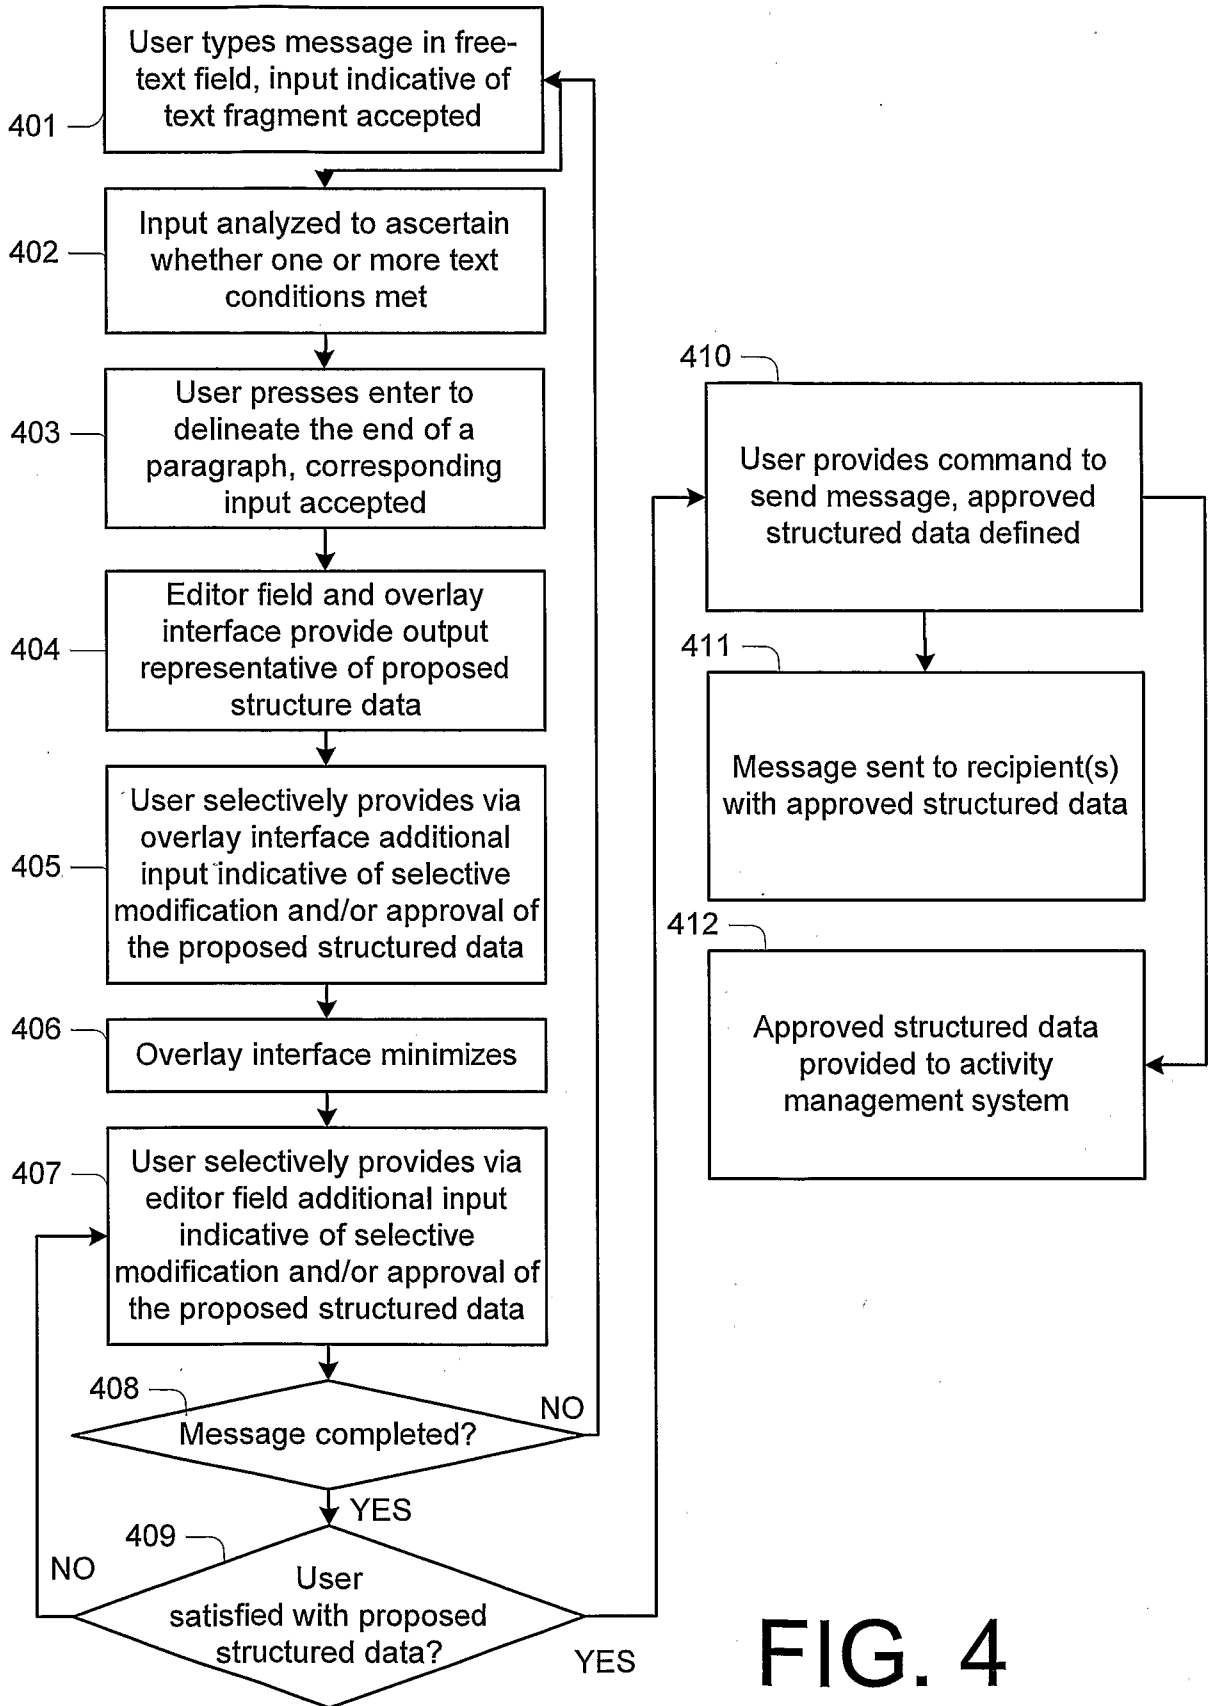 User types message in free-
text field, input indicative of
text fragment accepted
401
Input analyzed to ascertain
whether one or more text
conditions met
402
User presses enter to
delineate the end of a
paragraph, corresponding
input accepted
403
Editor field and overlay
interface provide output
representative of proposed
structure data
404
User selectively provides via
overlay interface additional
input indicative of selective
modification and/or approval of
the proposed structured data
405
406
Overlay interface minimizes
407
User selectively provides via
editor field additional input
indicative of selective
modification and/or approval of
the proposed structured data
408
NO
Message completed?
YES
409
NO
User
satisfied with proposed
structured data?
YES
410
User provides command to
send message, approved
structured data defined
411
Message sent to recipient(s)
with approved structured data
412
Approved structured data
provided to activity
management system
FIG. 4